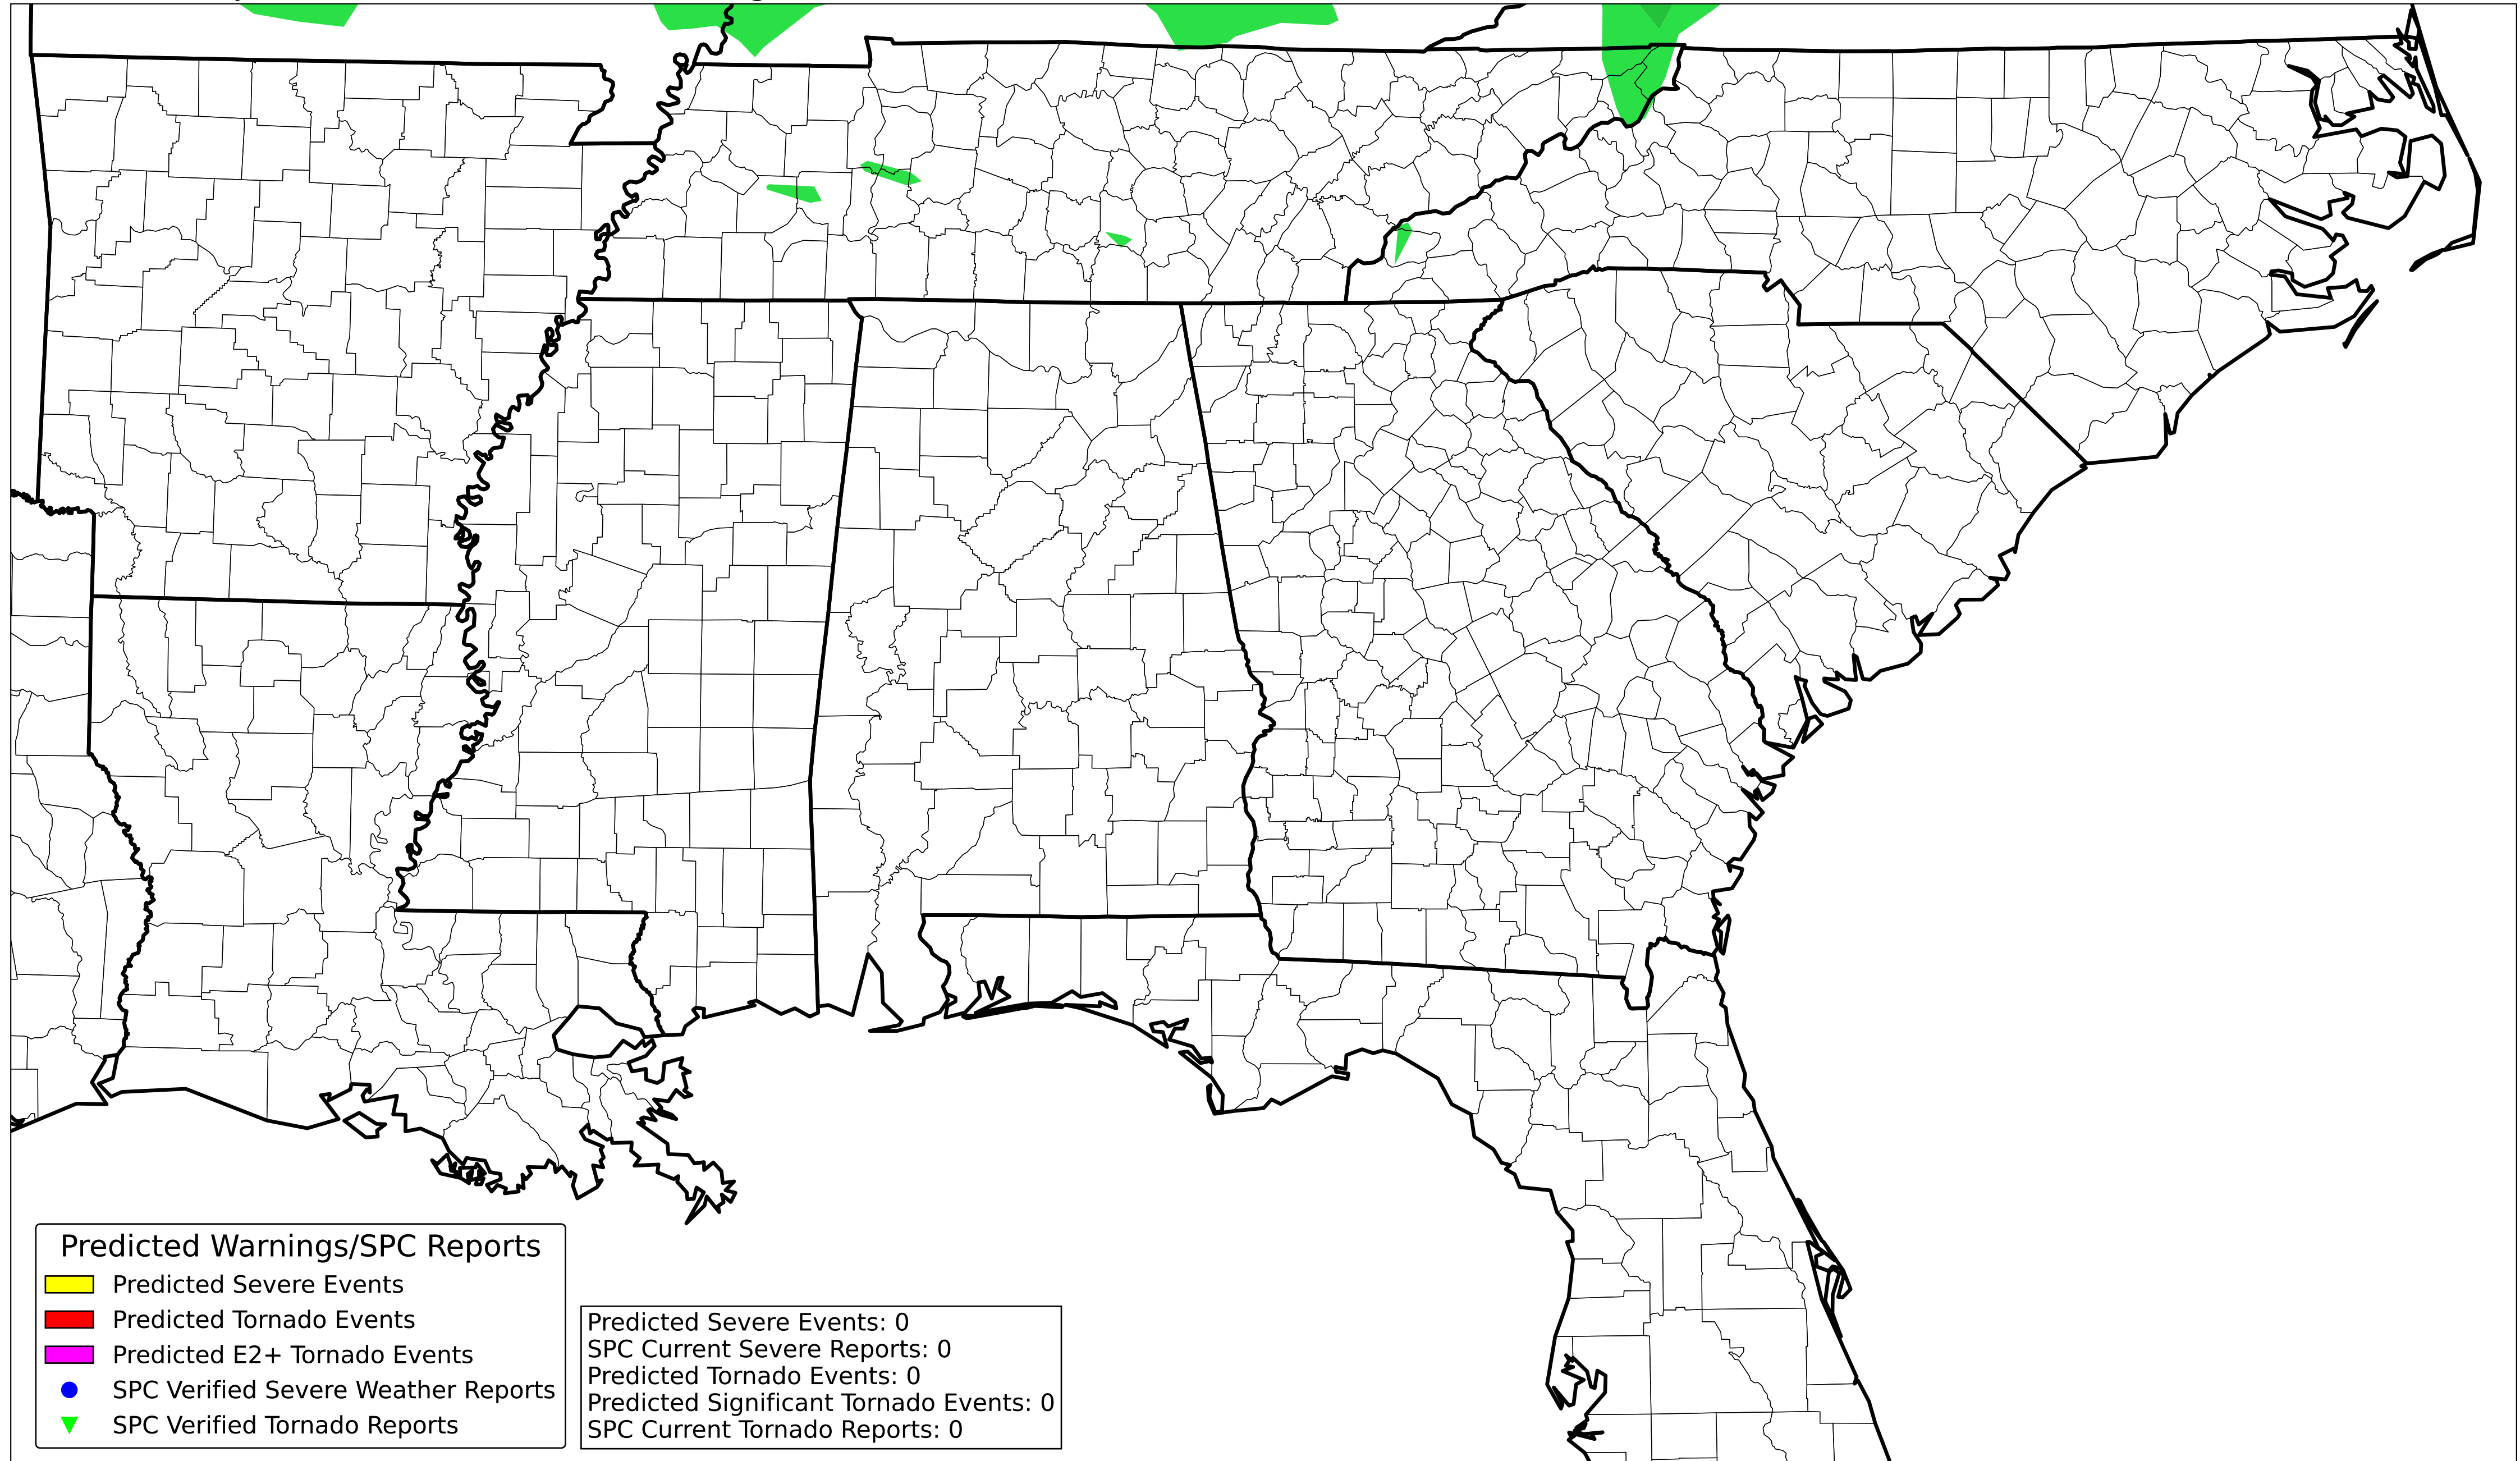 Predicted Warnings/SPC Reports
Predicted Severe Events
Predicted Tornado Events
Predicted E2+ Tornado Events
SPC Verified Severe Weather Reports
SPC Verified Tornado Reports
Predicted Severe Events: 0
SPC Current Severe Reports: 0
Predicted Tornado Events: 0
Predicted Significant Tornado Events: 0
SPC Current Tornado Reports: 0